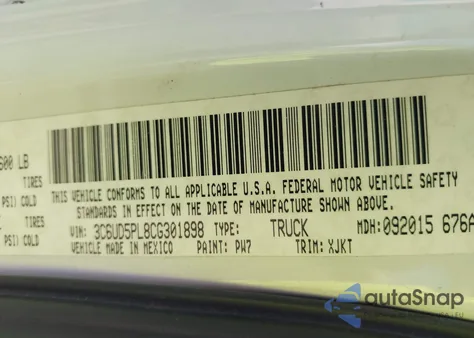 600 LB
TIRES
PSI) COLD
TIRES
PSI) COLD
THIS VEHICLE CONFORMS TO ALL APPLICABLE U.S.A. FEDERAL MOTOR VEHICLE SAFETY
STANDARDS IN EFFECT ON THE DATE OF MANUFACTURE SHOWN ABOVE.
VIN: 3C6UD5PL8CG301898 TYPE: TRUCK MDH: 092015 676A
VEHICLE MADE IN MEXICO PAINT: PW7 TRIM: XJKT
autaSnap